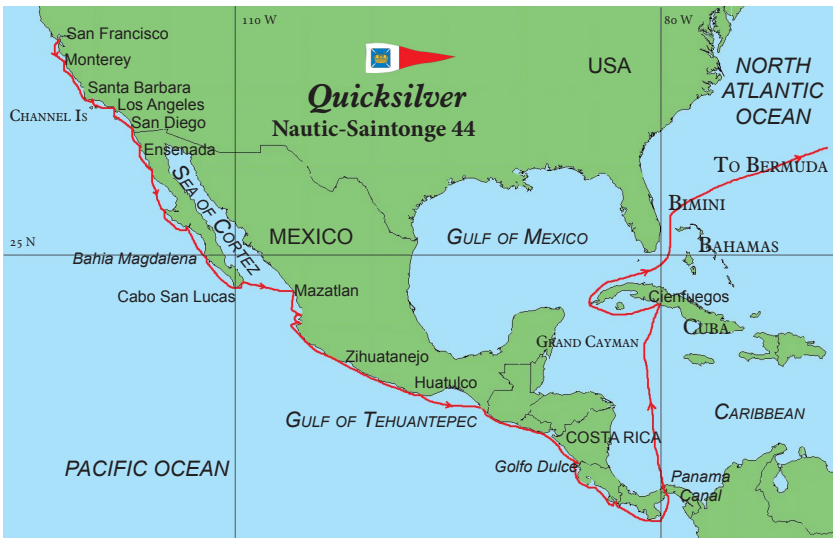 110 W
80 W
San Francisco
Monterey
USA
NORTH
ATLANTIC
OCEAN
Quicksilver
Nautic-Saintonge 44
Santa Barbara
Los Angeles
CHANNEL IS
San Diego
Ensenada
TO BERMUDA
SEA OF CORTEZ
BIMINI
MEXICO
GULF OF MEXICO
25 N
BAHAMAS
Bahia Magdalena
Cabo San Lucas
Mazatlan
Cienfuegos
CUBA
GRAND CAYMAN
Zihuatanejo
Huatulco
GULF OF TEHUANTEPEC
CARIBBEAN
COSTA RICA
PACIFIC OCEAN
Golfo Dulce
Panama
Canal